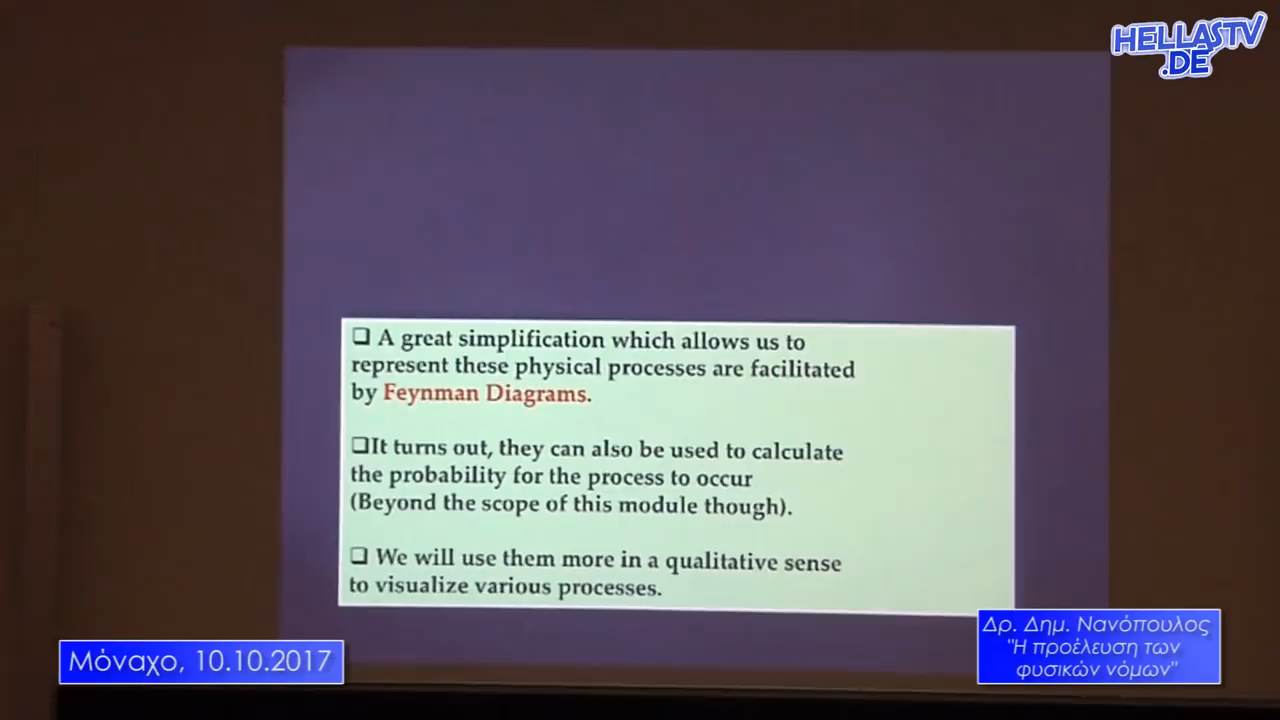 HELLASTV
.DE
❑ A great simplification which allows us to
represent these physical processes are facilitated
by Feynman Diagrams.
❑It turns out, they can also be used to calculate
the probability for the process to occur
(Beyond the scope of this module though).
❑ We will use them more in a qualitative sense
to visualize various processes.
Μόναχο, 10.10.2017
Δρ. Δημ. Νανόπουλος
"Η προέλευση των
φυσικών νόμων"